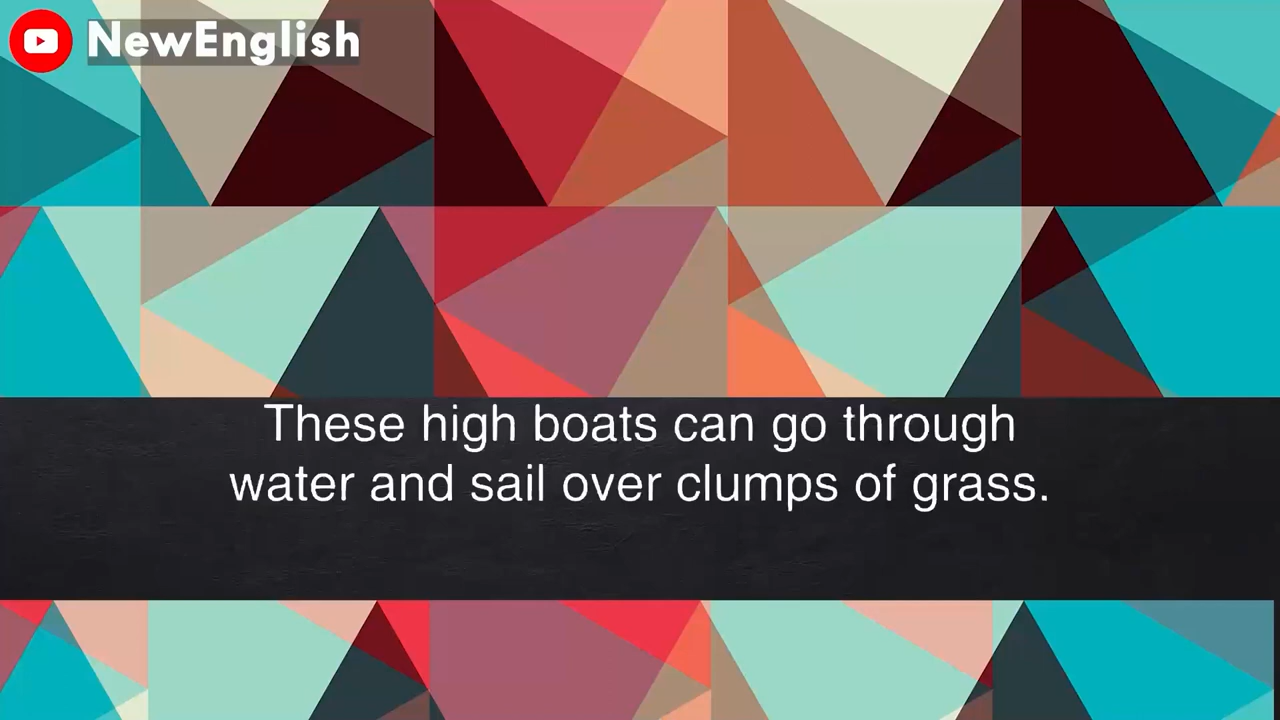 NewEnglish
These high boats can go through
water and sail over clumps of grass.